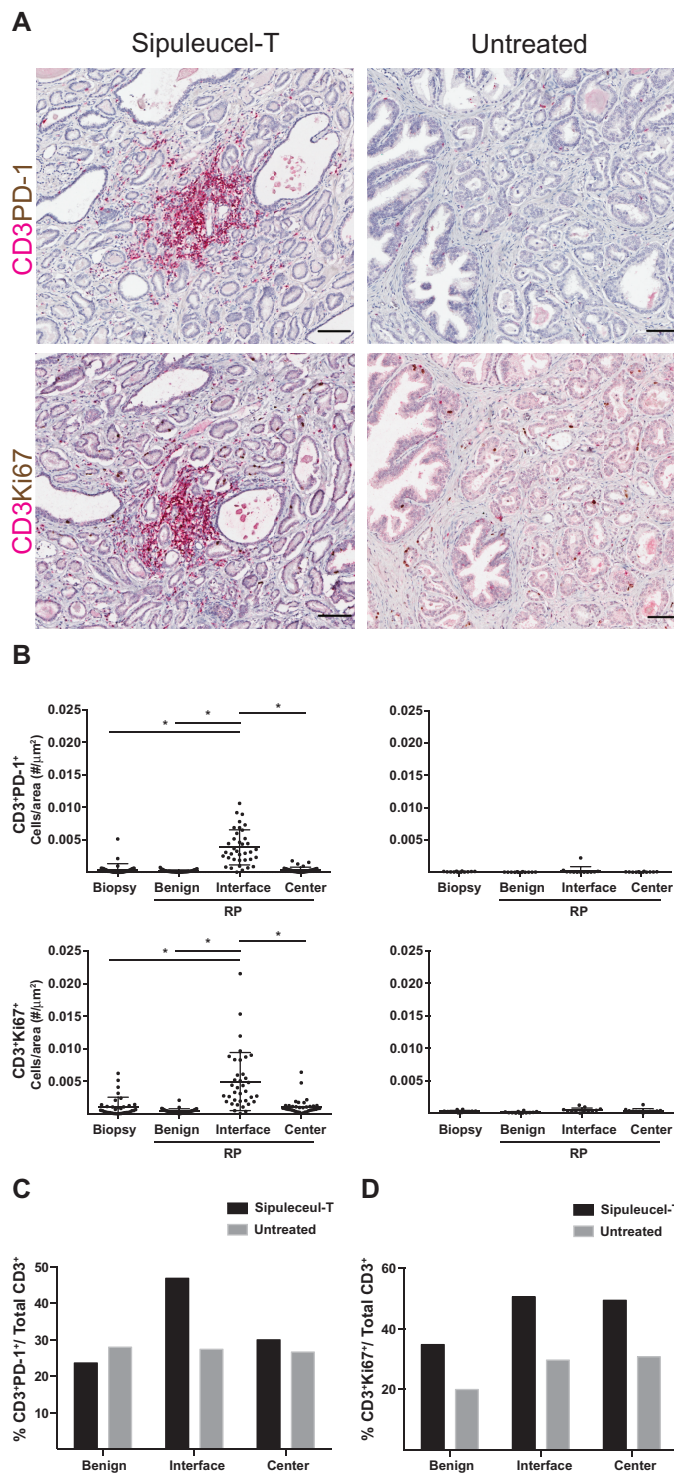 A
Sipuleucel-T
Untreated
CD3PD-1
CD3Ki67
B
CD3⁺PD-1⁺
Cells/area (#/μm²)
0.025
0.020
0.015
0.010
0.005
* * *
Biopsy Benign Interface Center
RP
0.025
0.020
0.015
0.010
0.005
Biopsy Benign Interface Center
RP
CD3⁺Ki67⁺
Cells/area (#/μm²)
0.025
0.020
0.015
0.010
0.005
* * *
Biopsy Benign Interface Center
RP
0.025
0.020
0.015
0.010
0.005
Biopsy Benign Interface Center
RP
C
Sipuleceul-T
Untreated
% CD3⁺PD-1⁺/ Total CD3⁺
50
40
30
20
10
Benign Interface Center
D
Sipuleucel-T
Untreated
% CD3⁺Ki67⁺/ Total CD3⁺
60
40
20
Benign Interface Center